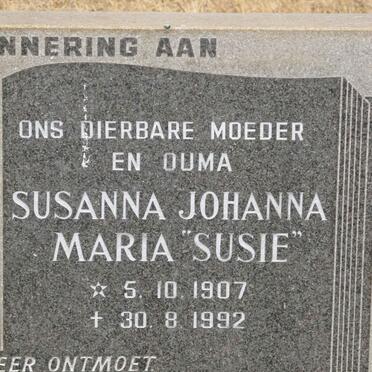 NNERING AAN
ONS DIERBARE MOEDER
EN OUMA
SUSANNA JOHANNA
MARIA "SUSIE"
☆ 5. 10. 1907
✝ 30. 8. 1992
EER ONTMOET.